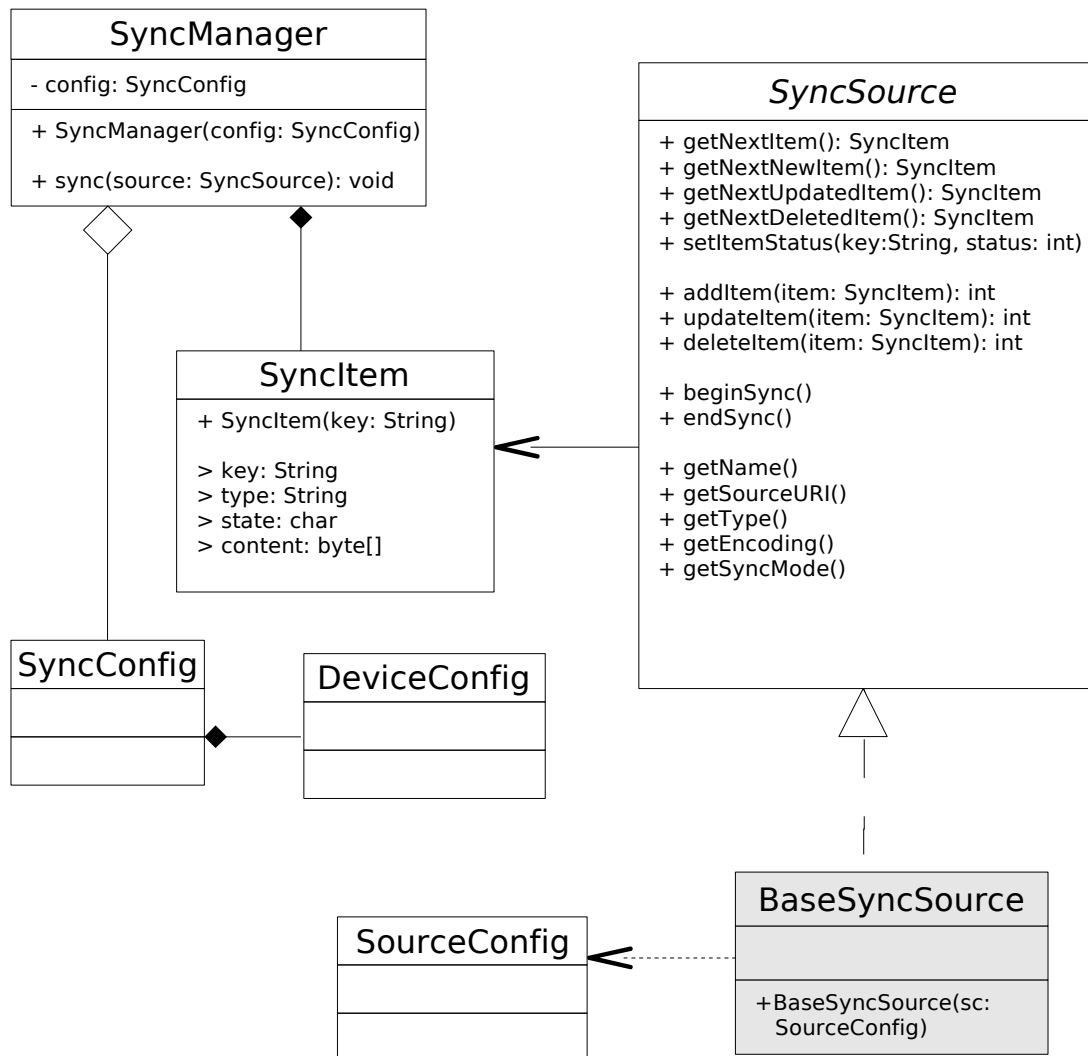 SyncManager
- config: SyncConfig
+ SyncManager(config: SyncConfig)
+ sync(source: SyncSource): void
SyncSource
+ getNextItem(): SyncItem
+ getNextNewItem(): SyncItem
+ getNextUpdatedItem(): SyncItem
+ getNextDeletedItem(): SyncItem
+ setItemStatus(key:String, status: int)
+ addItem(item: SyncItem): int
+ updateItem(item: SyncItem): int
+ deleteItem(item: SyncItem): int
+ beginSync()
+ endSync()
+ getName()
+ getSourceURI()
+ getType()
+ getEncoding()
+ getSyncMode()
SyncItem
+ SyncItem(key: String)
> key: String
> type: String
> state: char
> content: byte[]
SyncConfig
DeviceConfig
BaseSyncSource
+BaseSyncSource(sc:
SourceConfig)
SourceConfig